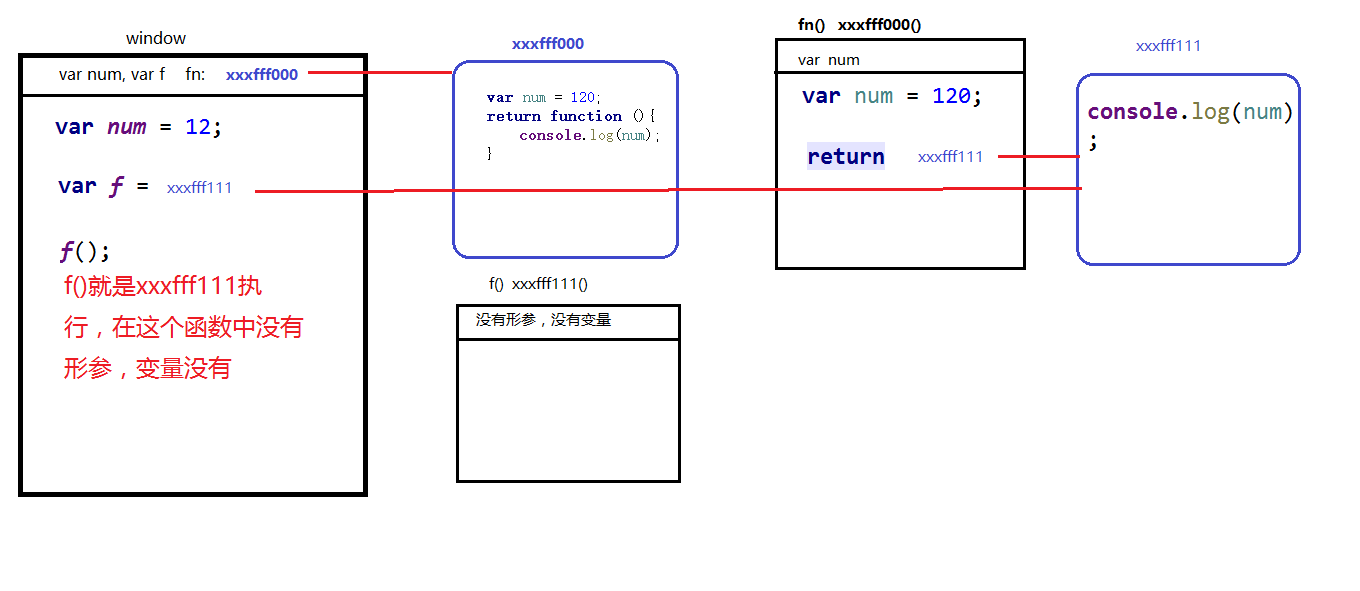 window
var num, var f fn: xxxfff000
var num = 12;
var f = xxxfff111
f();
f()就是xxxfff111执
行，在这个函数中没有
形参，变量没有
xxxfff000
var num = 120;
return function (){
console.log(num);
}
f() xxxfff111()
没有形参，没有变量
fn() xxxfff000()
var num
var num = 120;
return xxxfff111
xxxfff111
console.log(num)
;